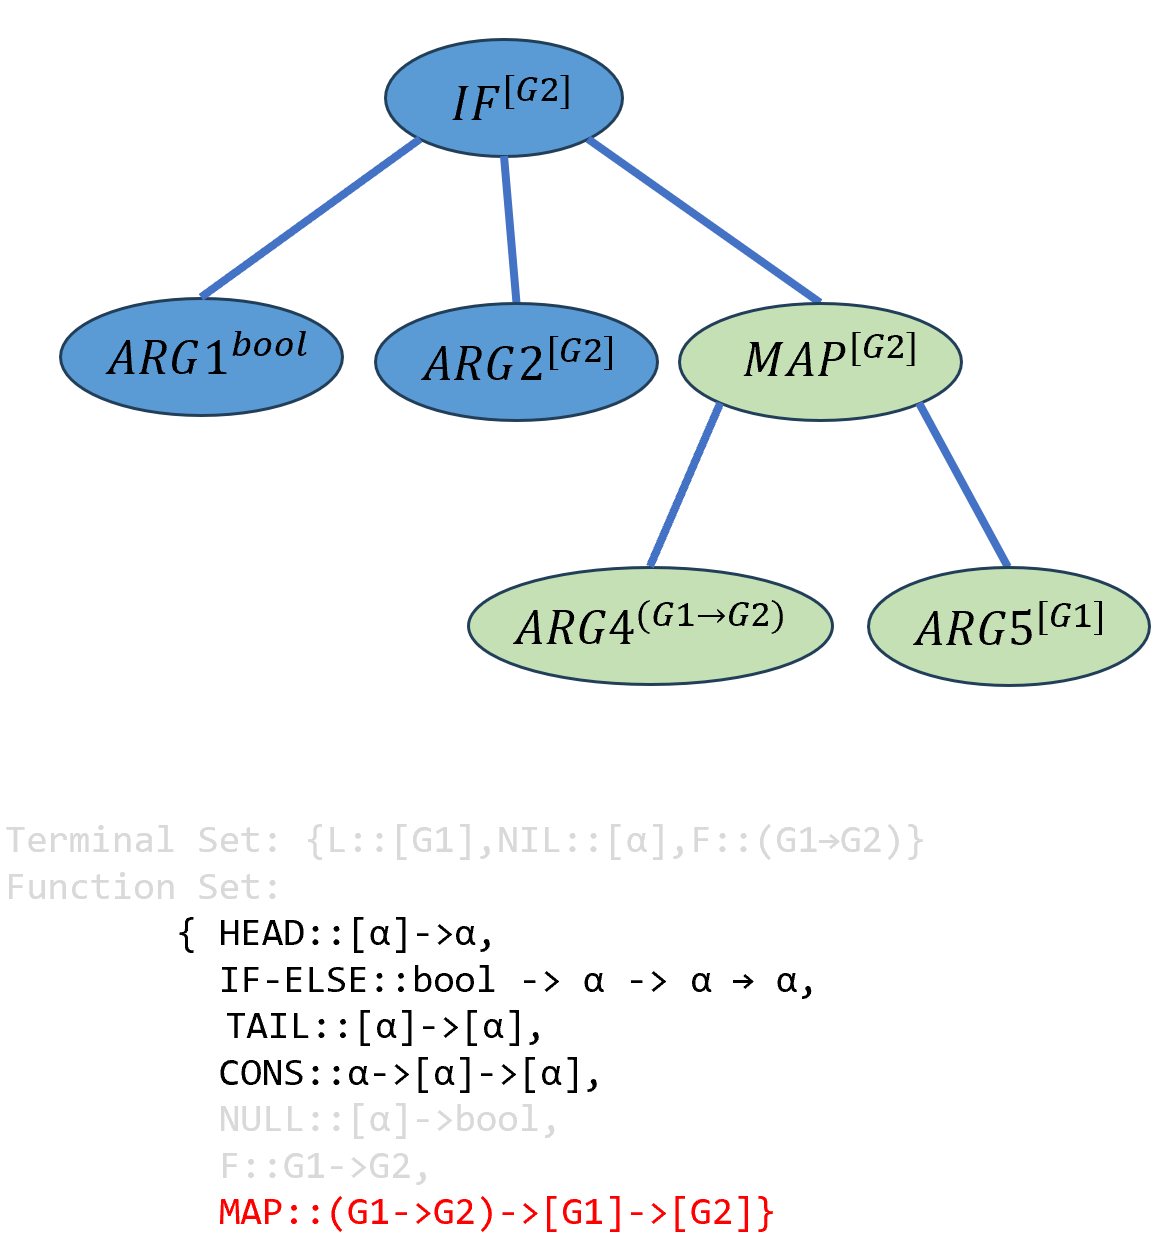 IF^[G2]
ARG1^bool ARG2^[G2] MAP^[G2]
ARG4^(G1→G2) ARG5^[G1]
Terminal Set: {L::[G1],NIL::[α],F::(G1→G2)}
Function Set:
{ HEAD::[α]->α,
IF-ELSE::bool -> α -> α → α,
TAIL::[α]->[α],
CONS::α->[α]->[α],
NULL::[α]->bool,
F::G1->G2,
MAP::(G1->G2)->[G1]->[G2]}